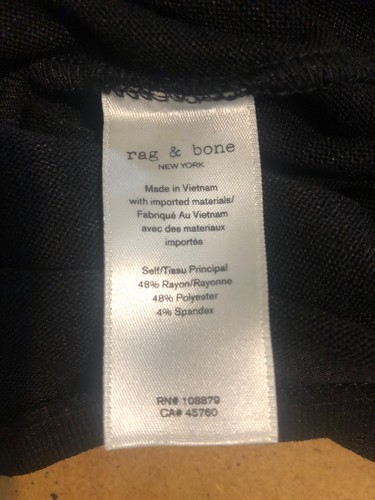 rag & bone
NEW YORK
Made in Vietnam
with imported materials/
Fabriqué Au Vietnam
avec des materiaux
importés
Self/Tissu Principal
48% Rayon/Rayonne
48% Polyester
4% Spandex
RN# 108879
CA# 45760